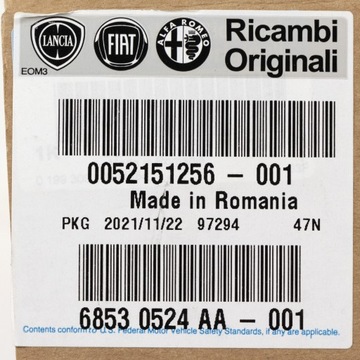 LANCIA
FIAT
ALFA ROMEO
Ricambi
Originali
EOM3
0052151256 - 001
Made in Romania
PKG 2021/11/22 97294 47N
6853 0524 AA - 001
Contents conform to U.S. Federal Motor Vehicle Safety Standards, if any are applicable.